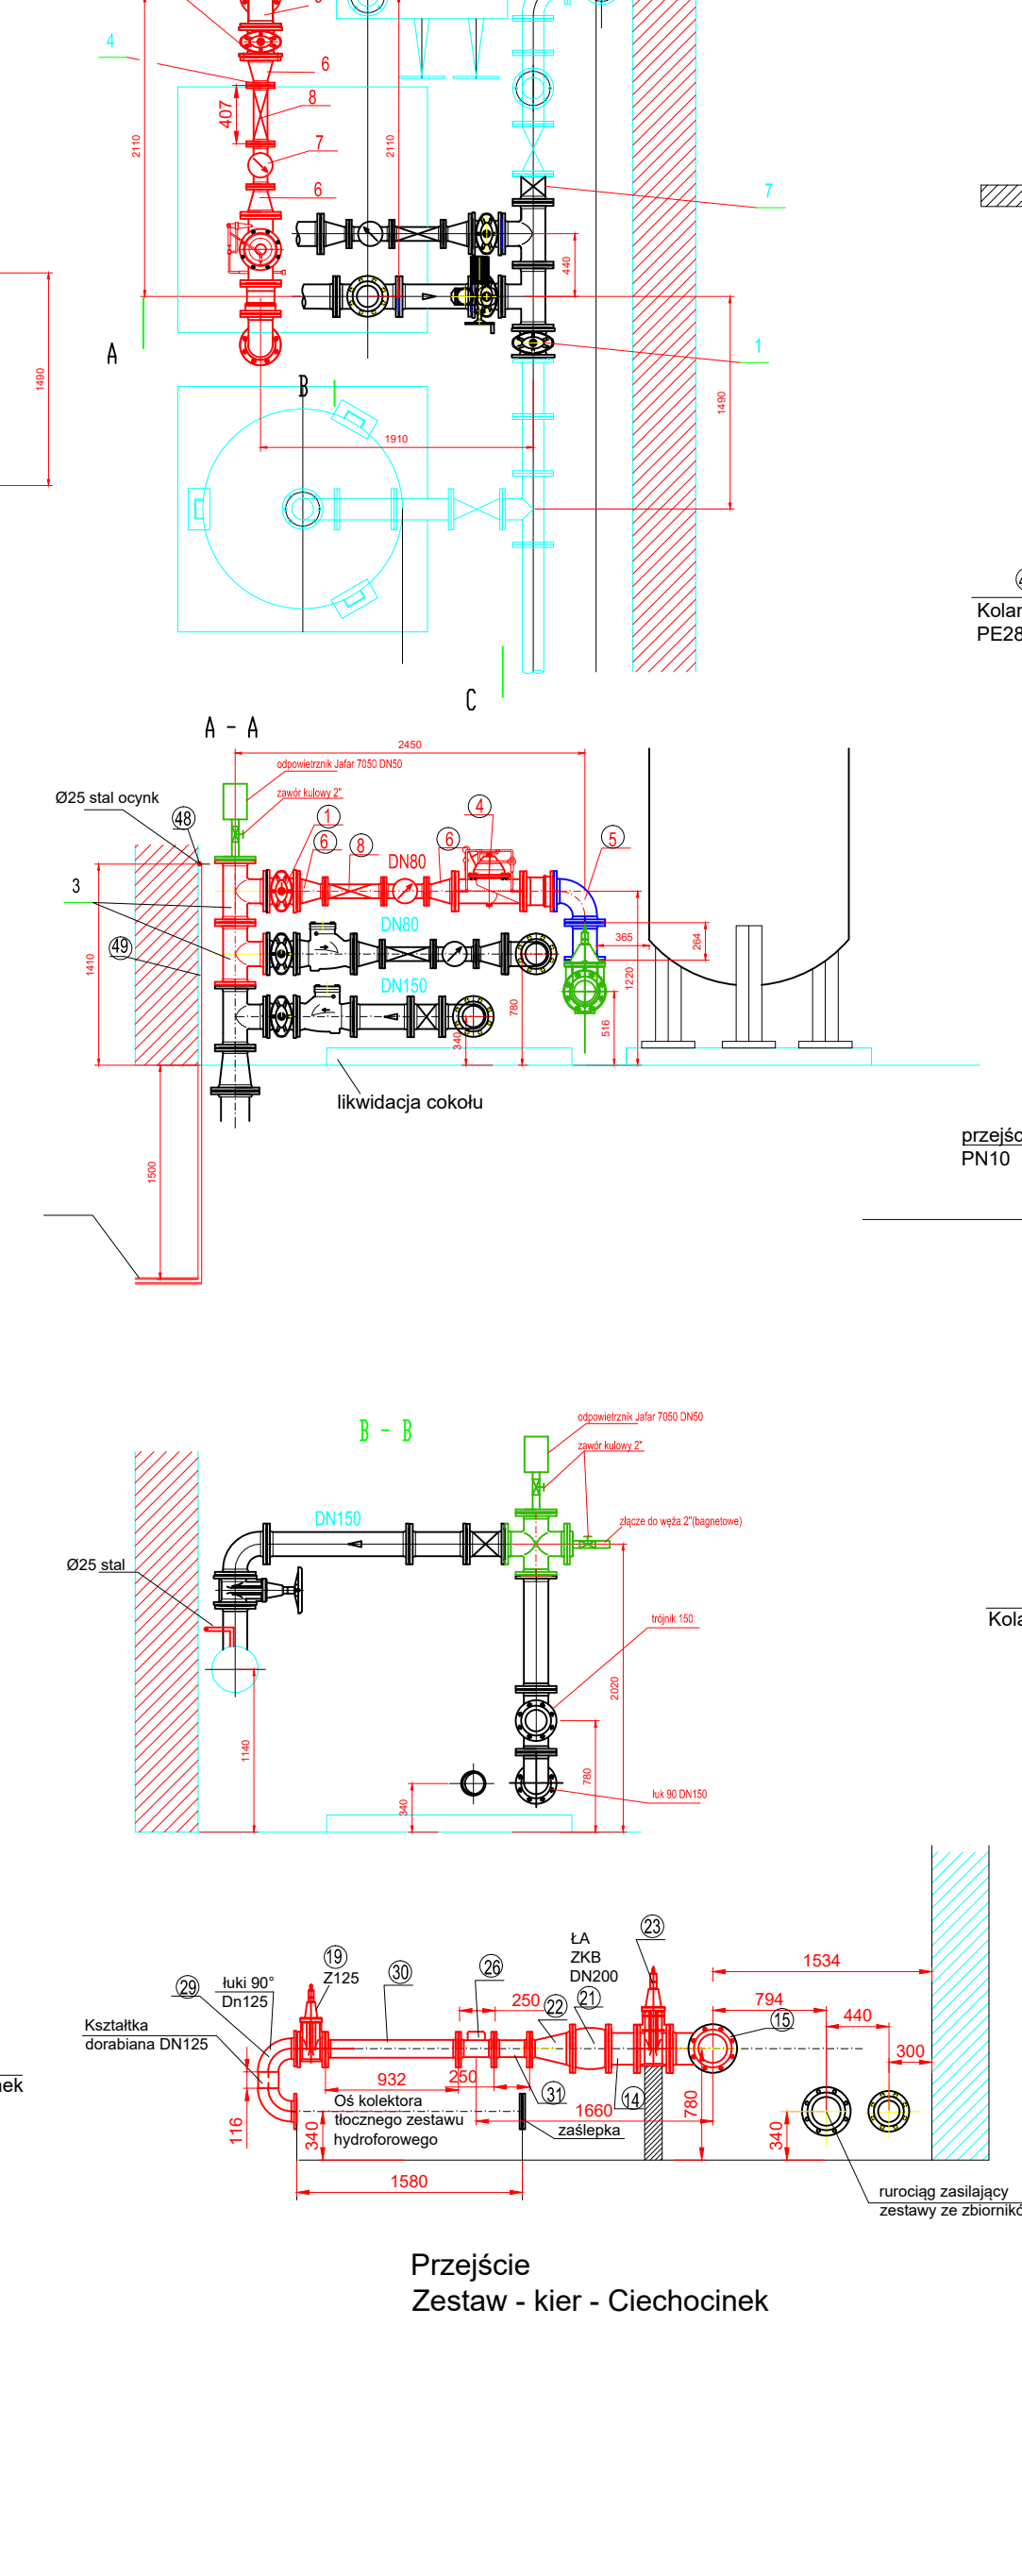 4
6
407
8
2110
2110
7
6
7
440
A
1
B
1490
1490
1910
Kolan
PE28
C
A - A
2450
odpowietrznik Jafar 7050 DN50
Ø25 stal ocynk
zawór kulowy 2"
48
1
4
6
8
6
5
DN80
3
DN80
49
365
264
1410
DN150
1220
780
516
340
likwidacja cokołu
przejśc
PN10
1500
odpowietrznik Jafar 7050 DN50
B - B
zawór kulowy 2"
DN150
złącze do węża 2"(bagnetowe)
Ø25 stal
trójnik 150
Kola
2020
1140
780
łuk 90 DN150
340
23
ŁA
ZKB
DN200
19
Z125
30
26
1534
29
łuki 90°
Dn125
250
22
21
794
15
440
Kształtka
dorabiana DN125
300
932
250
31
14
nek
Oś kolektora
tłocznego zestawu
hydroforowego
1660
780
116
340
zaślepka
340
1580
rurociąg zasilający
zestawy ze zbiornikó
Przejście
Zestaw - kier - Ciechocinek